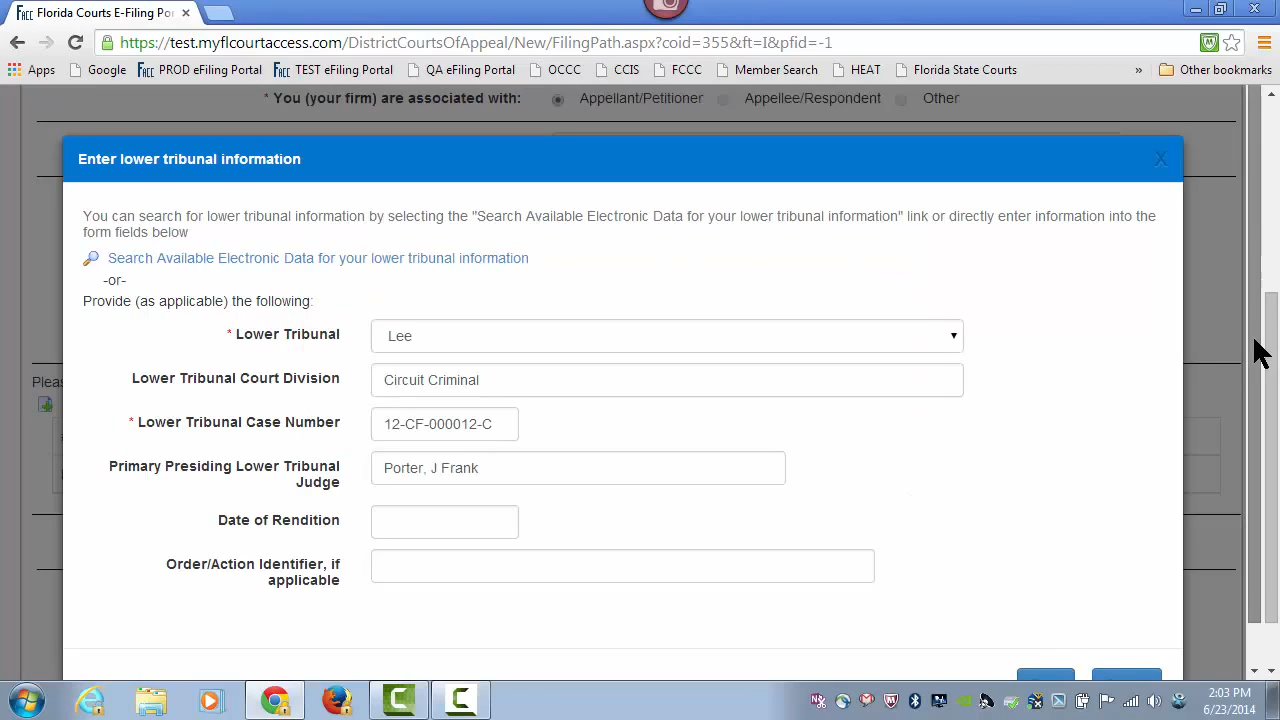 Florida Courts E-Filing Por
https://test.myflcourtaccess.com/DistrictCourtsOfAppeal/New/FilingPath.aspx?coid=355&ft=I&pfid=-1
Apps Google PROD eFiling Portal TEST eFiling Portal QA eFiling Portal OCCC CCIS FCCC Member Search HEAT Florida State Courts » Other bookmarks
* You (your firm) are associated with: Appellant/Petitioner Appellee/Respondent Other
Enter lower tribunal information X
You can search for lower tribunal information by selecting the "Search Available Electronic Data for your lower tribunal information" link or directly enter information into the
form fields below
Search Available Electronic Data for your lower tribunal information
-or-
Provide (as applicable) the following:
* Lower Tribunal Lee
Lower Tribunal Court Division Circuit Criminal
Pleas
* Lower Tribunal Case Number 12-CF-000012-C
Primary Presiding Lower Tribunal
Judge
Porter, J Frank
Date of Rendition
Order/Action Identifier, if
applicable
2:03 PM
6/23/2014